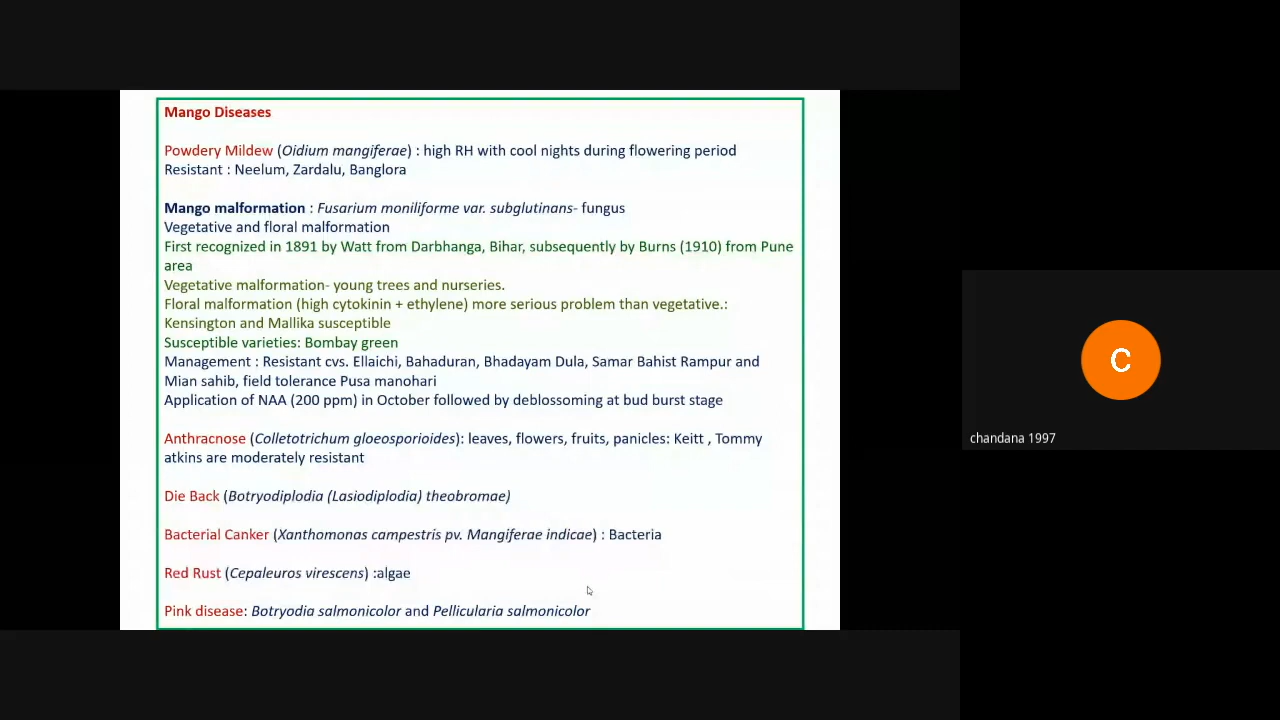 Mango Diseases
Powdery Mildew (Oidium mangiferae) : high RH with cool nights during flowering period
Resistant : Neelum, Zardalu, Banglora
Mango malformation : Fusarium moniliforme var. subglutinans- fungus
Vegetative and floral malformation
First recognized in 1891 by Watt from Darbhanga, Bihar, subsequently by Burns (1910) from Pune
area
Vegetative malformation- young trees and nurseries.
Floral malformation (high cytokinin + ethylene) more serious problem than vegetative.:
Kensington and Mallika susceptible
Susceptible varieties: Bombay green
Management : Resistant cvs. Ellaichi, Bahaduran, Bhadayam Dula, Samar Bahist Rampur and
Mian sahib, field tolerance Pusa manohari
Application of NAA (200 ppm) in October followed by deblossoming at bud burst stage
Anthracnose (Colletotrichum gloeosporioides): leaves, flowers, fruits, panicles: Keitt , Tommy
atkins are moderately resistant
Die Back (Botryodiplodia (Lasiodiplodia) theobromae)
Bacterial Canker (Xanthomonas campestris pv. Mangiferae indicae) : Bacteria
Red Rust (Cepaleuros virescens) :algae
Pink disease: Botryodia salmonicolor and Pellicularia salmonicolor
C
chandana 1997